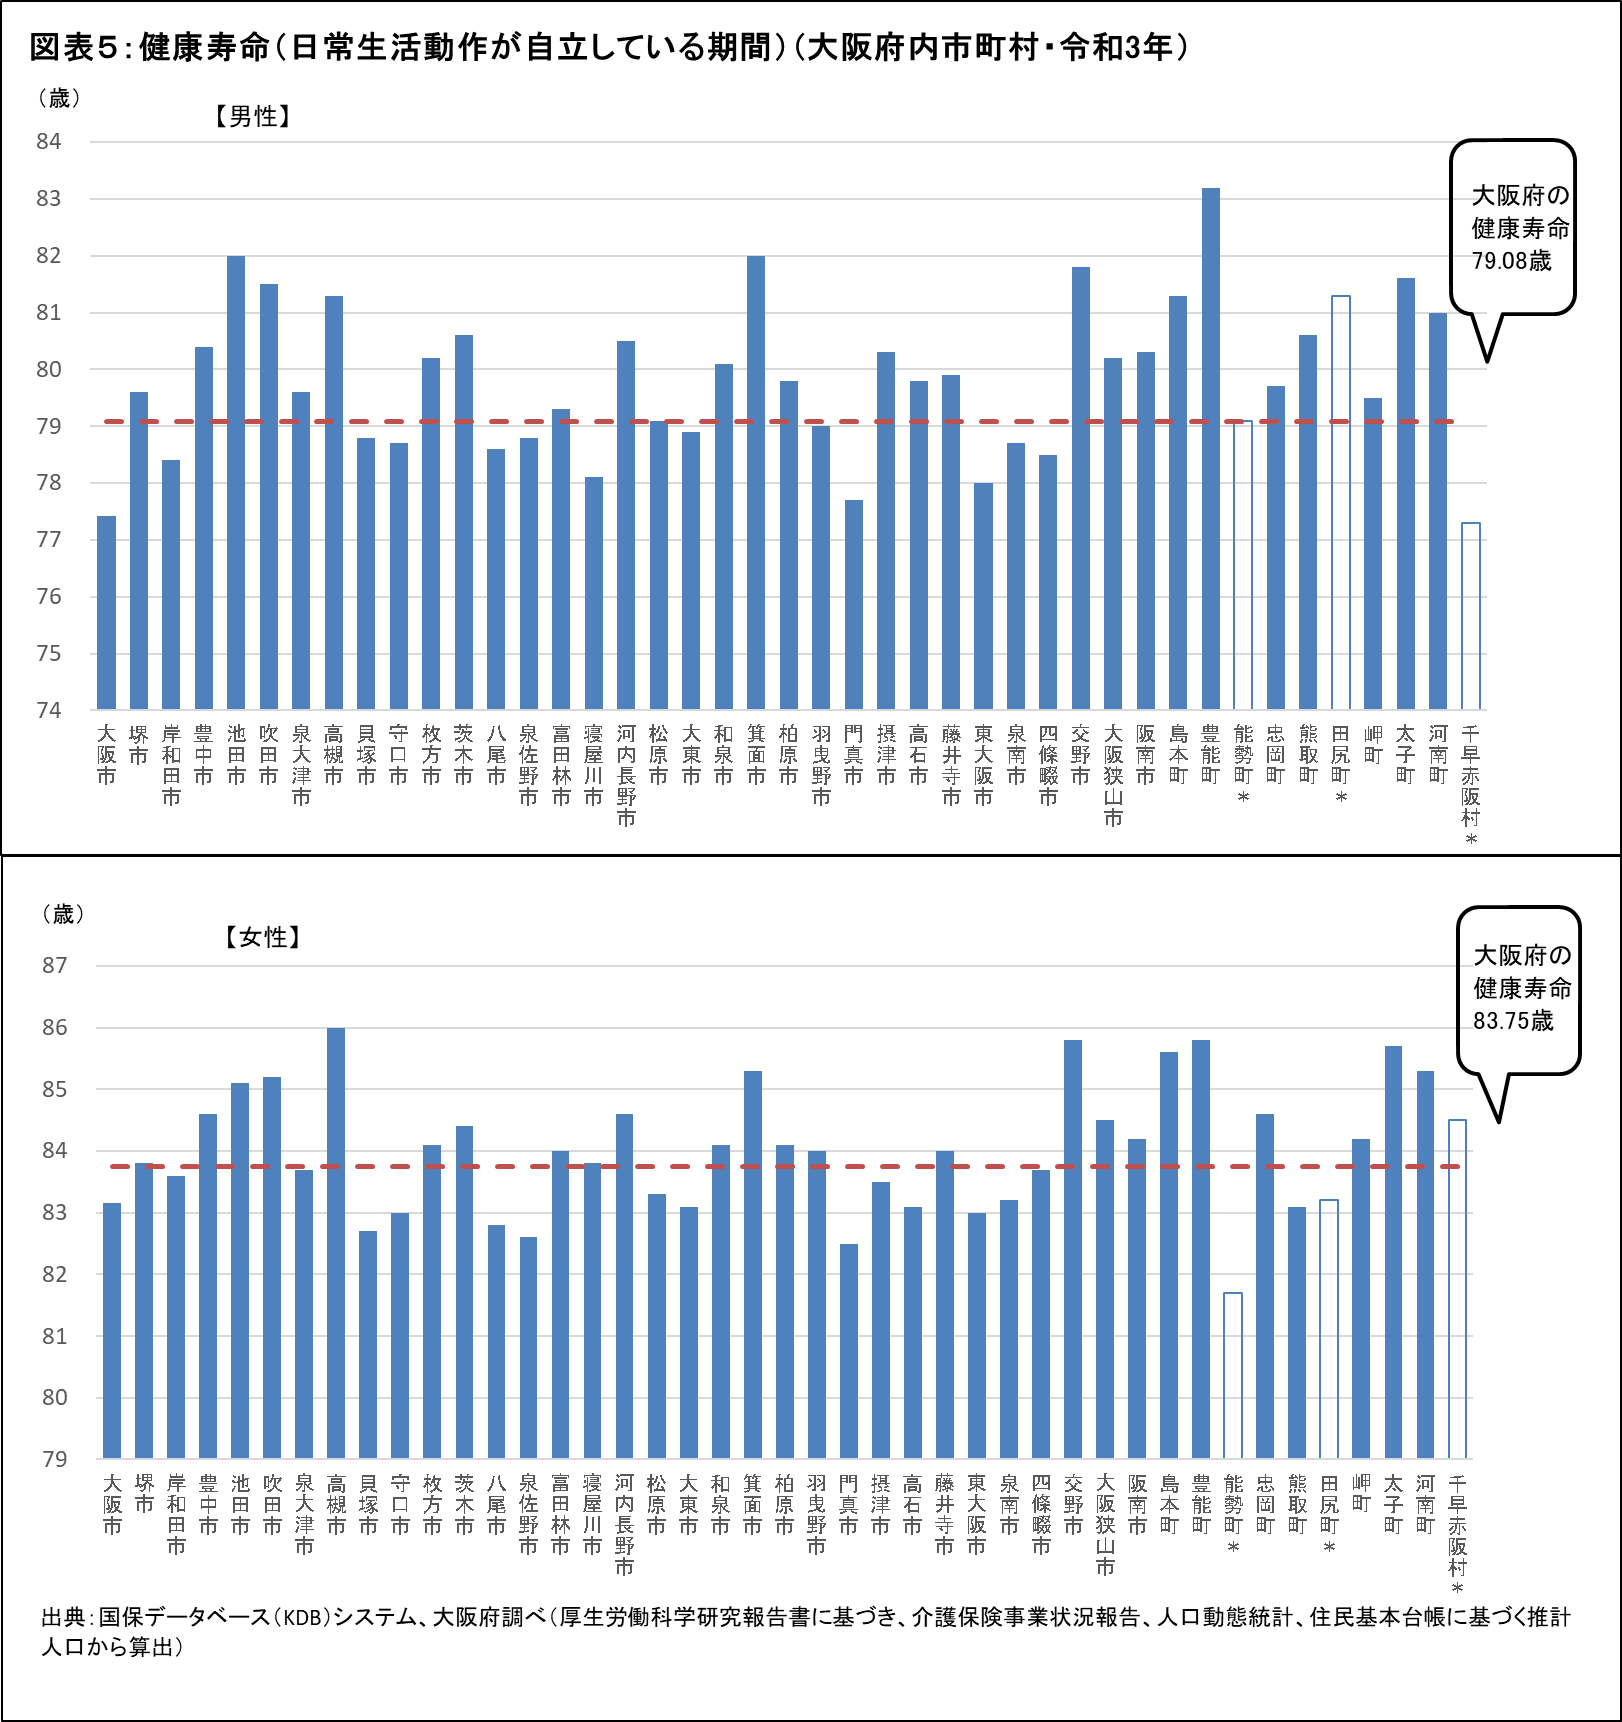 図表５：健康寿命（日常生活動作が自立している期間）（大阪府内市町村・令和3年）
（歳）
【男性】
84
83
82
81
80
79
78
77
76
75
74
大阪府の
健康寿命
79.08歳
大阪市
堺市
岸和田市
豊中市
池田市
吹田市
泉大津市
高槻市
貝塚市
守口市
枚方市
茨木市
八尾市
泉佐野市
富田林市
寝屋川市
河内長野市
松原市
大東市
和泉市
箕面市
柏原市
羽曳野市
門真市
摂津市
高石市
藤井寺市
東大阪市
泉南市
四條畷市
交野市
大阪狭山市
阪南市
島本町
豊能町
能勢町*
忠岡町
熊取町
田尻町*
岬町
太子町
河南町
千早赤阪村*
（歳）
【女性】
87
86
85
84
83
82
81
80
79
大阪府の
健康寿命
83.75歳
大阪市
堺市
岸和田市
豊中市
池田市
吹田市
泉大津市
高槻市
貝塚市
守口市
枚方市
茨木市
八尾市
泉佐野市
富田林市
寝屋川市
河内長野市
松原市
大東市
和泉市
箕面市
柏原市
羽曳野市
門真市
摂津市
高石市
藤井寺市
東大阪市
泉南市
四條畷市
交野市
大阪狭山市
阪南市
島本町
豊能町
能勢町*
忠岡町
熊取町
田尻町*
岬町
太子町
河南町
千早赤阪村*
出典：国保データベース（KDB）システム、大阪府調べ（厚生労働科学研究報告書に基づき、介護保険事業状況報告、人口動態統計、住民基本台帳に基づく推計
人口から算出）